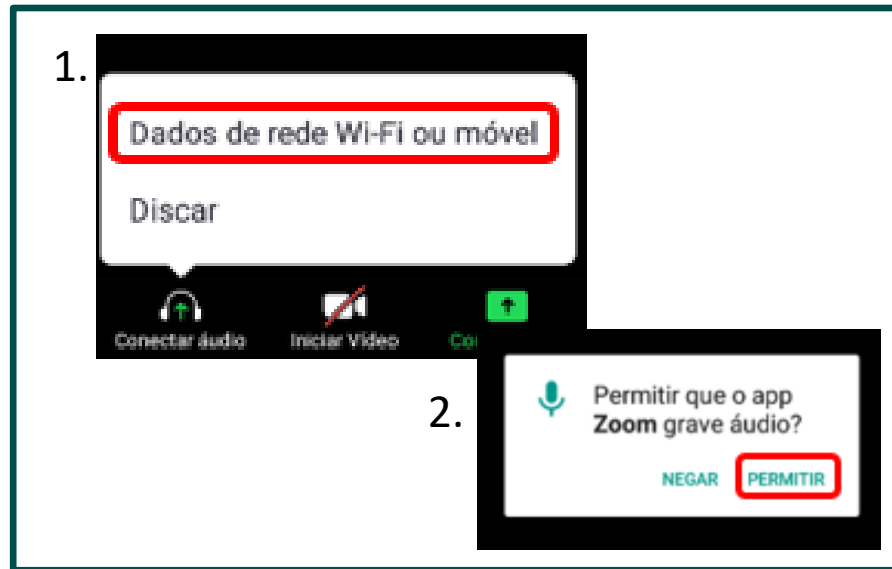 1.
Dados de rede Wi-Fi ou móvel
Discar
Conectar áudio
Iniciar Vídeo
2.
Permitir que o app
Zoom grave áudio?
NEGAR
PERMITIR